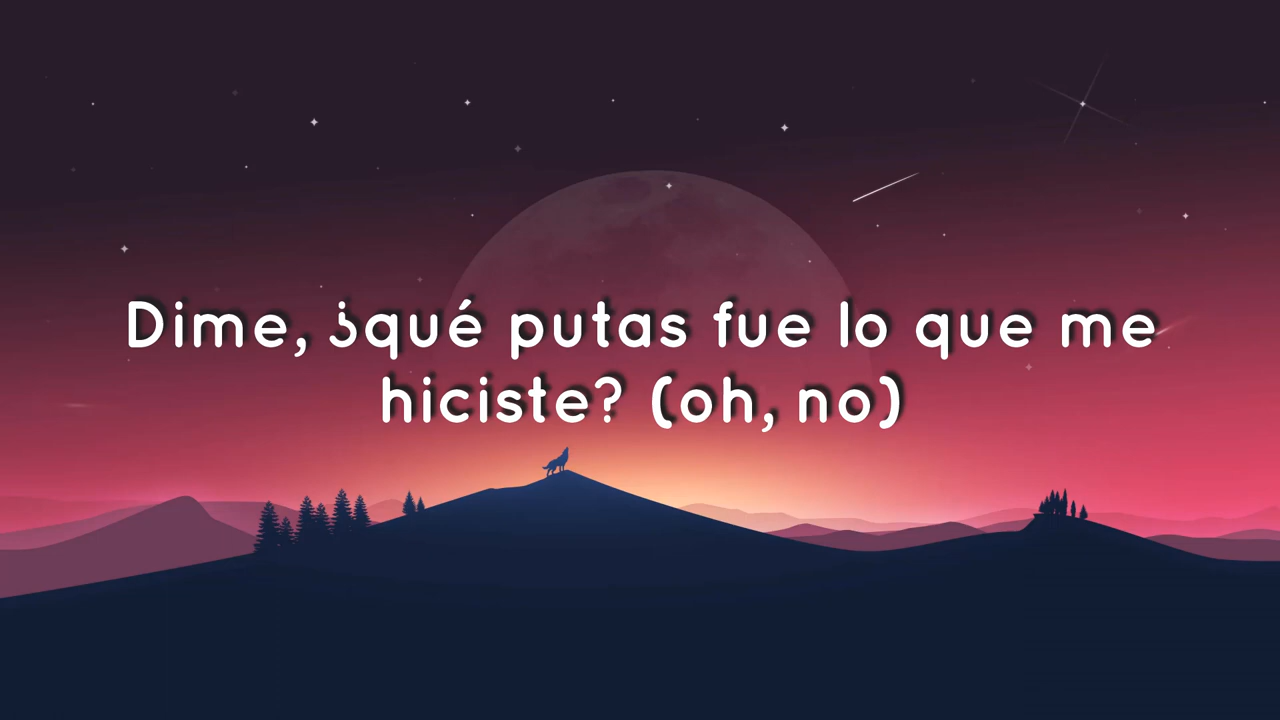 Dime, ¿qué putas fue lo que me
hiciste? (oh, no)